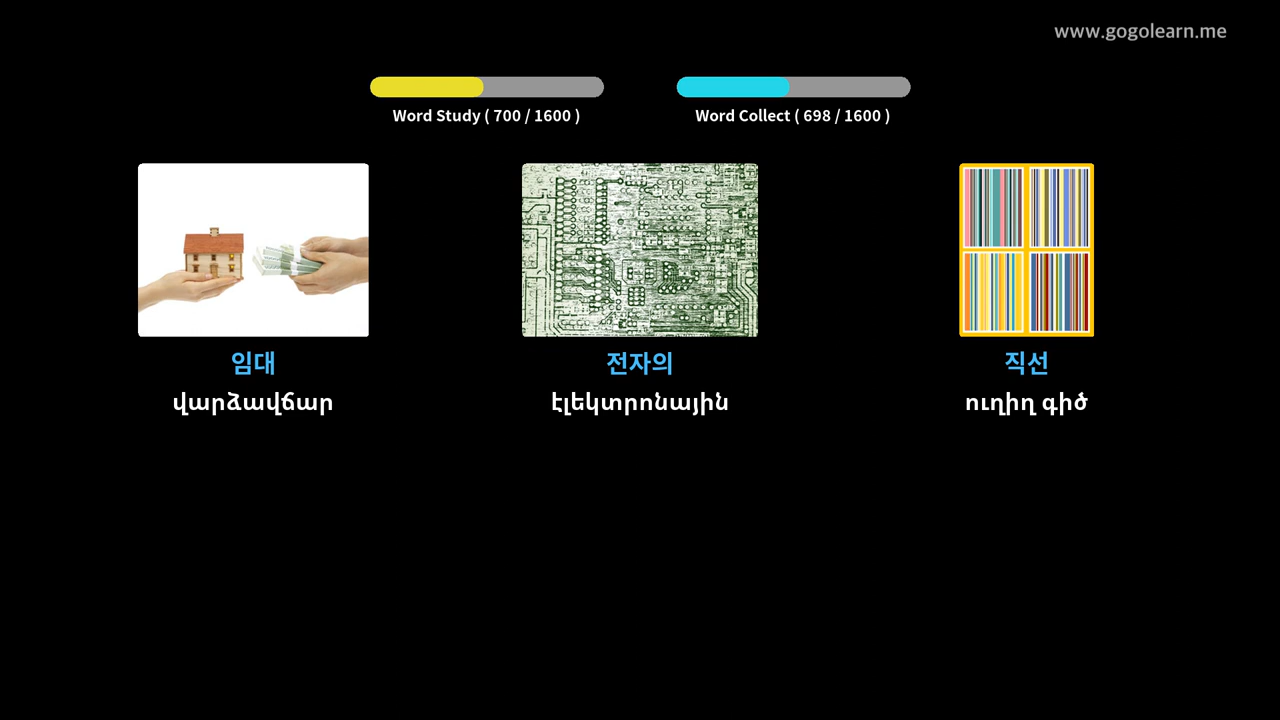 www.gogolearn.me
Word Study ( 700 / 1600 )
Word Collect ( 698 / 1600 )
임대
전자의
직선
վարձավճար
էլեկտրոնային
ուղիղ գիծ